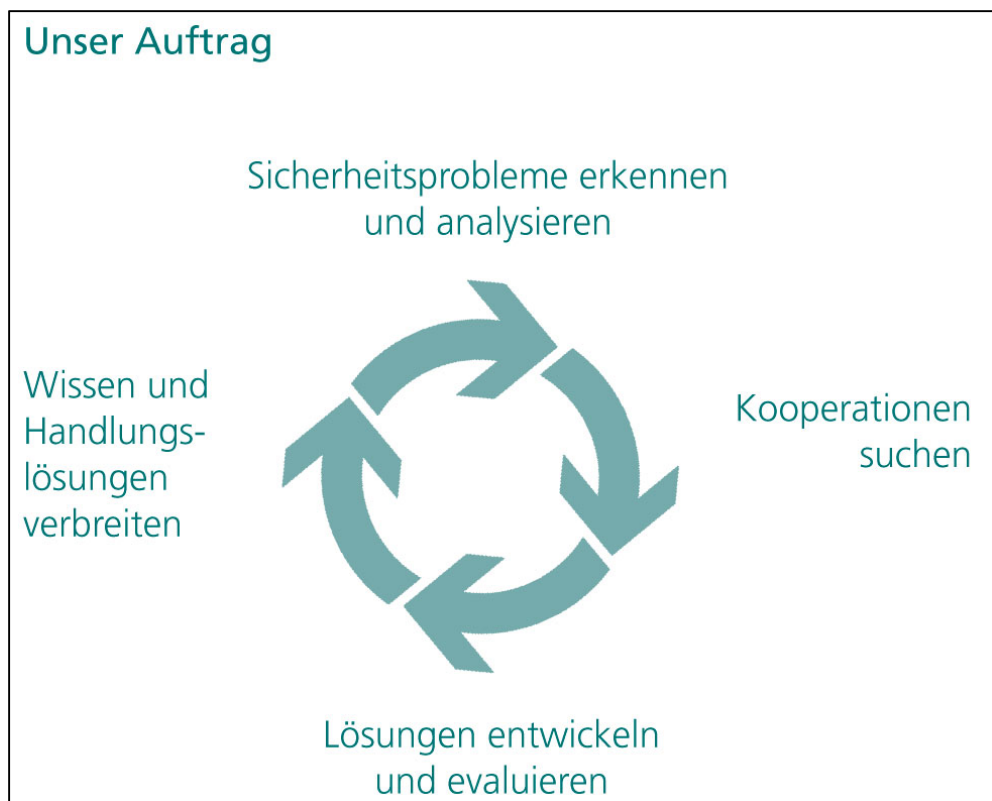 Unser Auftrag
Sicherheitsprobleme erkennen
und analysieren
Kooperationen
suchen
Lösungen entwickeln
und evaluieren
Wissen und
Handlungs-
lösungen
verbreiten